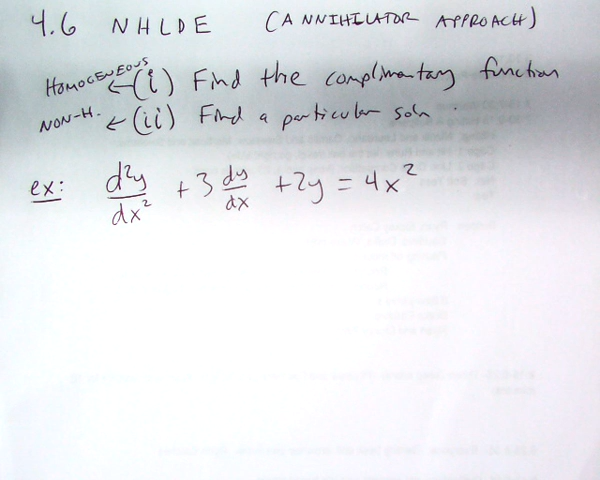 4.6 NHLDE (ANNIHILATOR APPROACH)
HOMOGENEOUS ← (i) Find the complimentary function
NON-H. ← (ii) Find a particular soln.
ex: d²y/dx² + 3 dy/dx + 2y = 4x²